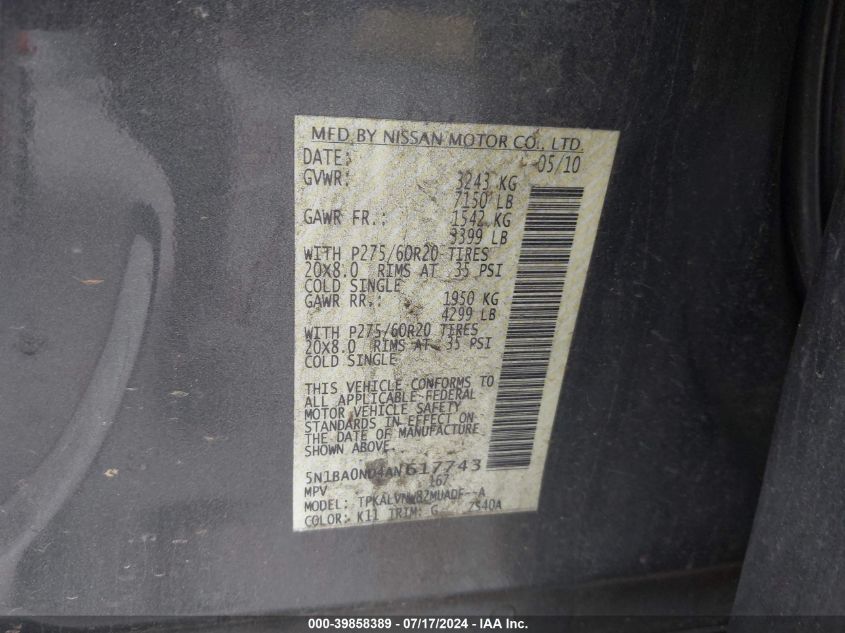 MFD BY NISSAN MOTOR CO., LTD
DATE: 05/10
GVWR: 3243 KG
7150 LB
GAWR FR.: 1542 KG
3399 LB
WITH P275/60R20 TIRES
20X8.0 RIMS AT 35 PSI
COLD SINGLE
GAWR RR.: 1950 KG
4299 LB
WITH P275/60R20 TIRES
20X8.0 RIMS AT 35 PSI
COLD SINGLE
THIS VEHICLE CONFORMS TO
ALL APPLICABLE FEDERAL
MOTOR VEHICLE SAFETY
STANDARDS IN EFFECT ON
THE DATE OF MANUFACTURE
SHOWN ABOVE.
5N1BA0ND4AN617743
MPV 167
MODEL:
COLOR: K11 TRIM: G 7S40A
000-39858389 - 07/17/2024 - IAA Inc.